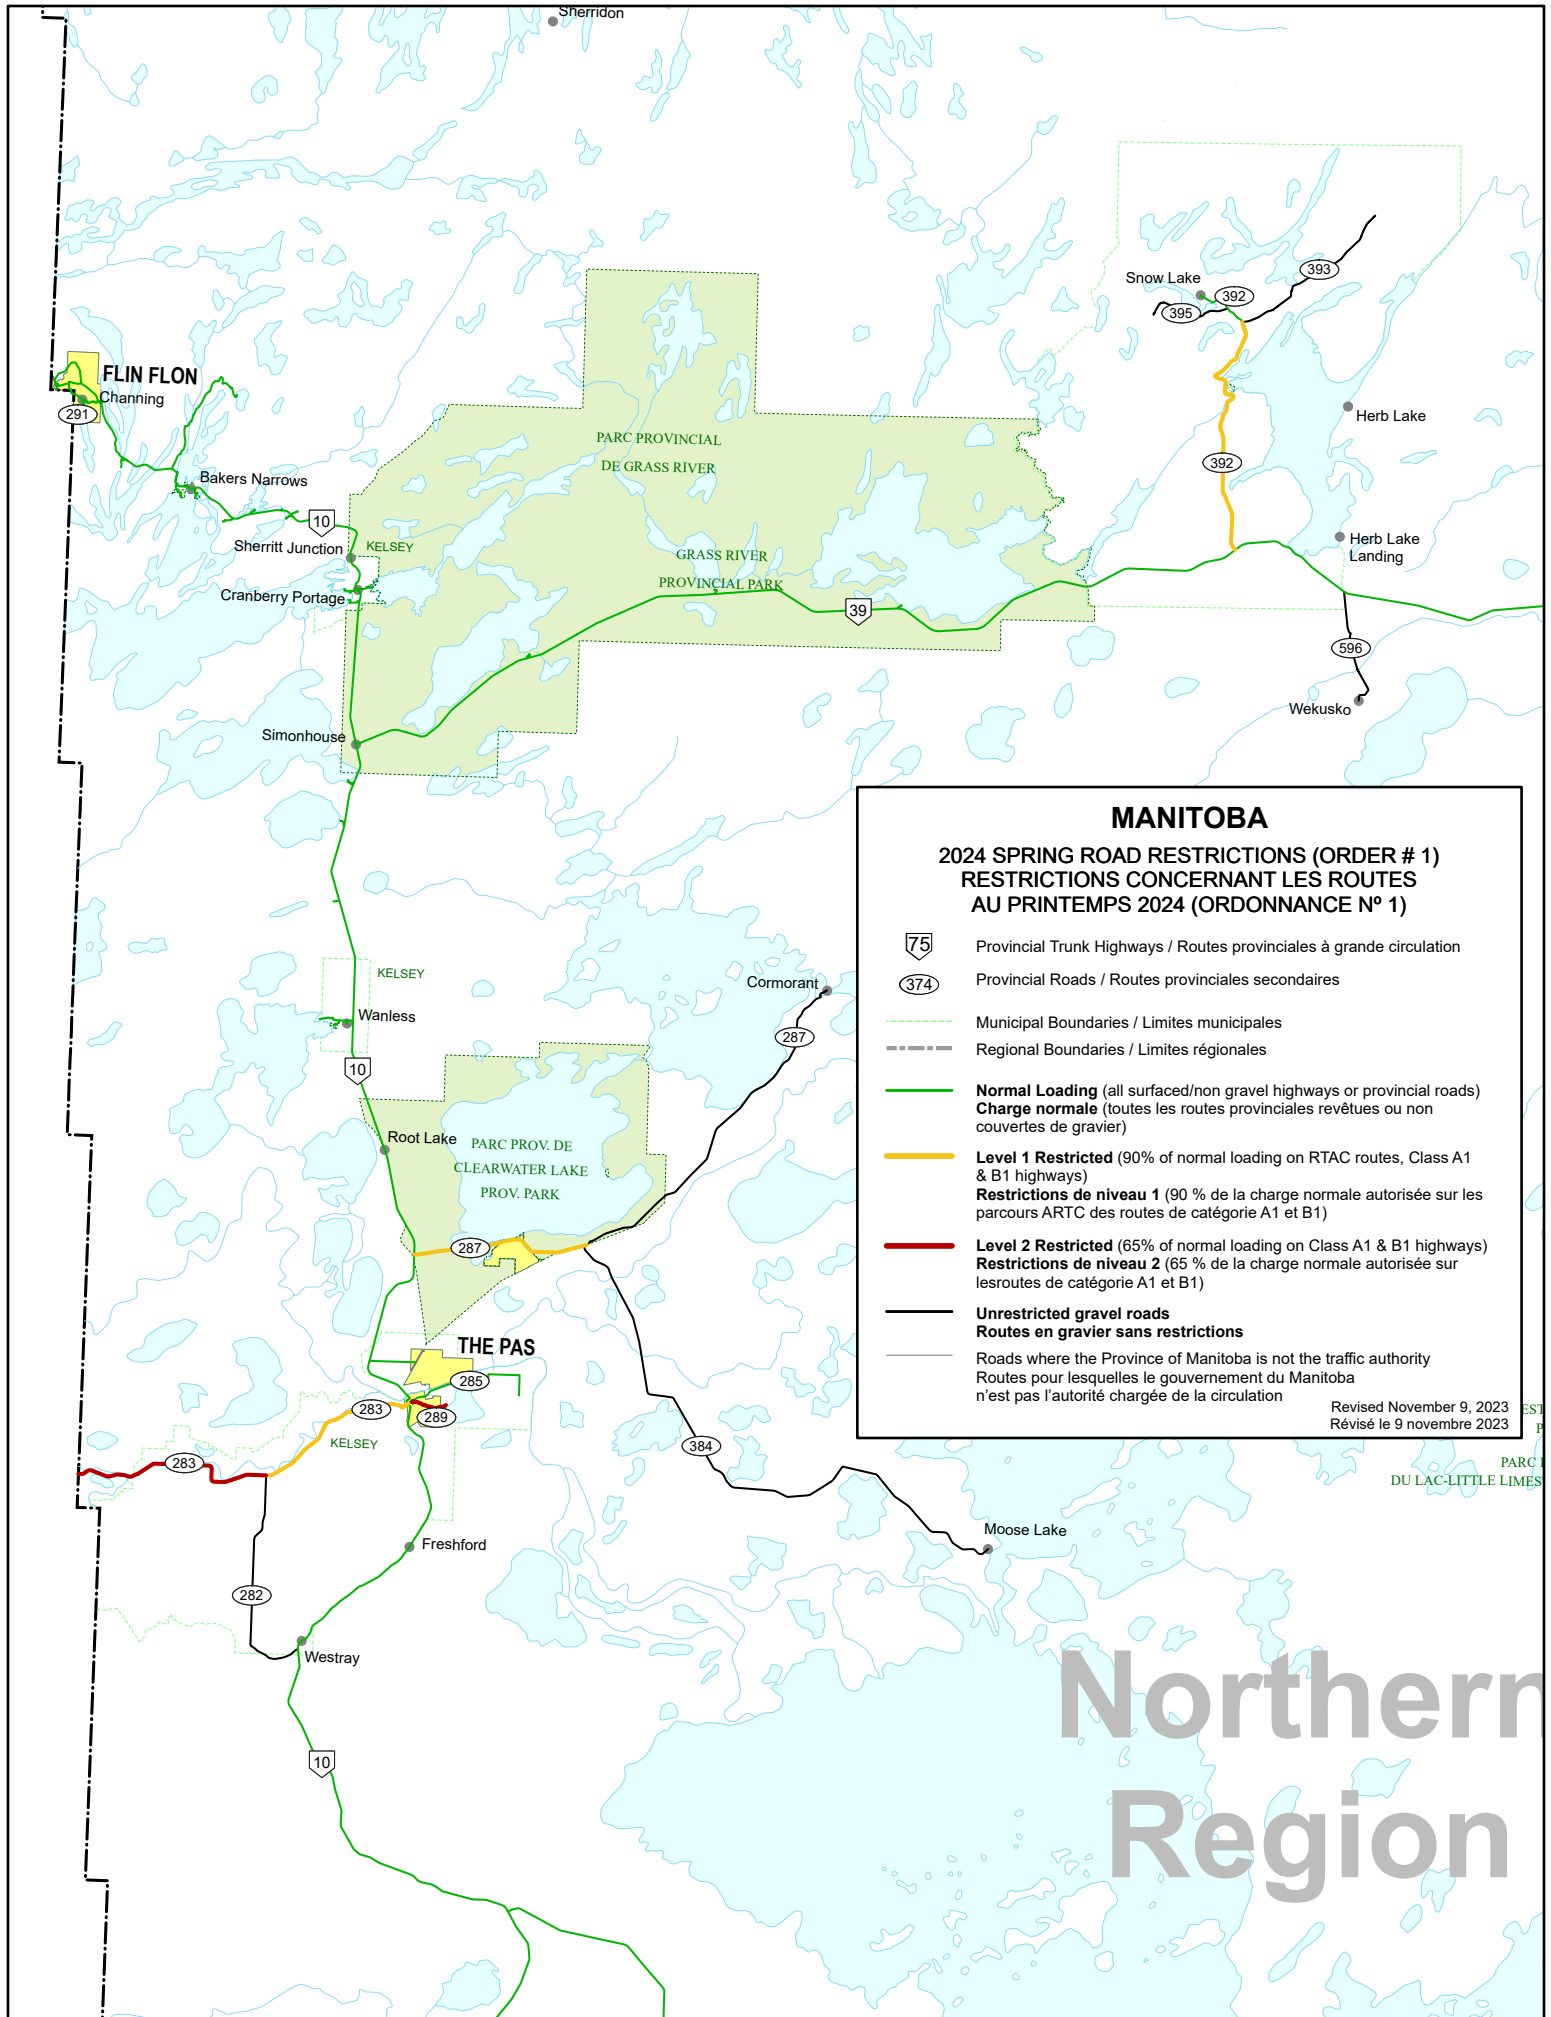 Sherridon
393
Snow Lake
392
395
FLIN FLON
Channing
291
Herb Lake
PARC PROVINCIAL
DE GRASS RIVER
392
Bakers Narrows
10
Sherritt Junction
KELSEY
Herb Lake
Landing
GRASS RIVER
PROVINCIAL PARK
Cranberry Portage
39
596
Wekusko
Simonhouse
MANITOBA
2024 SPRING ROAD RESTRICTIONS (ORDER # 1)
RESTRICTIONS CONCERNANT LES ROUTES
AU PRINTEMPS 2024 (ORDONNANCE Nº 1)
75
Provincial Trunk Highways / Routes provinciales à grande circulation
374
Provincial Roads / Routes provinciales secondaires
Municipal Boundaries / Limites municipales
Regional Boundaries / Limites régionales
Normal Loading (all surfaced/non gravel highways or provincial roads)
Charge normale (toutes les routes provinciales revêtues ou non
couvertes de gravier)
Level 1 Restricted (90% of normal loading on RTAC routes, Class A1
& B1 highways)
Restrictions de niveau 1 (90 % de la charge normale autorisée sur les
parcours ARTC des routes de catégorie A1 et B1)
Level 2 Restricted (65% of normal loading on Class A1 & B1 highways)
Restrictions de niveau 2 (65 % de la charge normale autorisée sur
lesroutes de catégorie A1 et B1)
Unrestricted gravel roads
Routes en gravier sans restrictions
Roads where the Province of Manitoba is not the traffic authority
Routes pour lesquelles le gouvernement du Manitoba
n'est pas l'autorité chargée de la circulation
Revised November 9, 2023
Révisé le 9 novembre 2023
KELSEY
Cormorant
Wanless
287
10
Root Lake
PARC PROV. DE
CLEARWATER LAKE
PROV. PARK
287
THE PAS
285
283
289
KELSEY
384
283
EST
P
PARC
DU LAC-LITTLE LIMES
Moose Lake
Freshford
282
Westray
10
Northern
Region